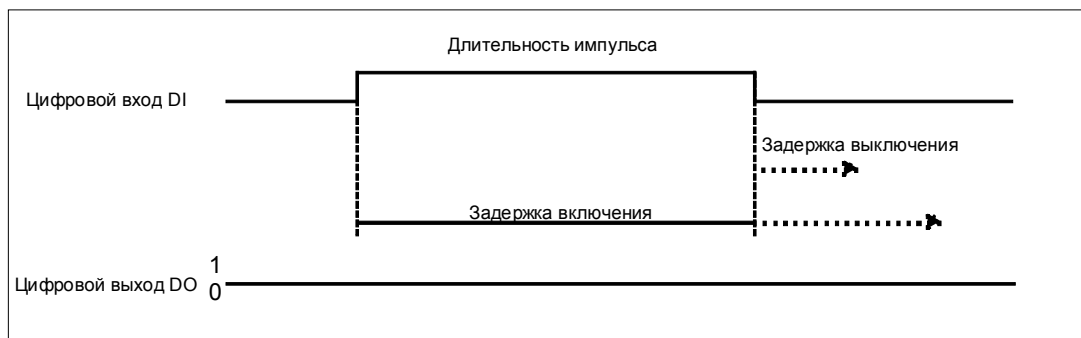 Длительность импульса
Цифровой вход DI
Задержка выключения
Задержка включения
1
Цифровой выход DO 0